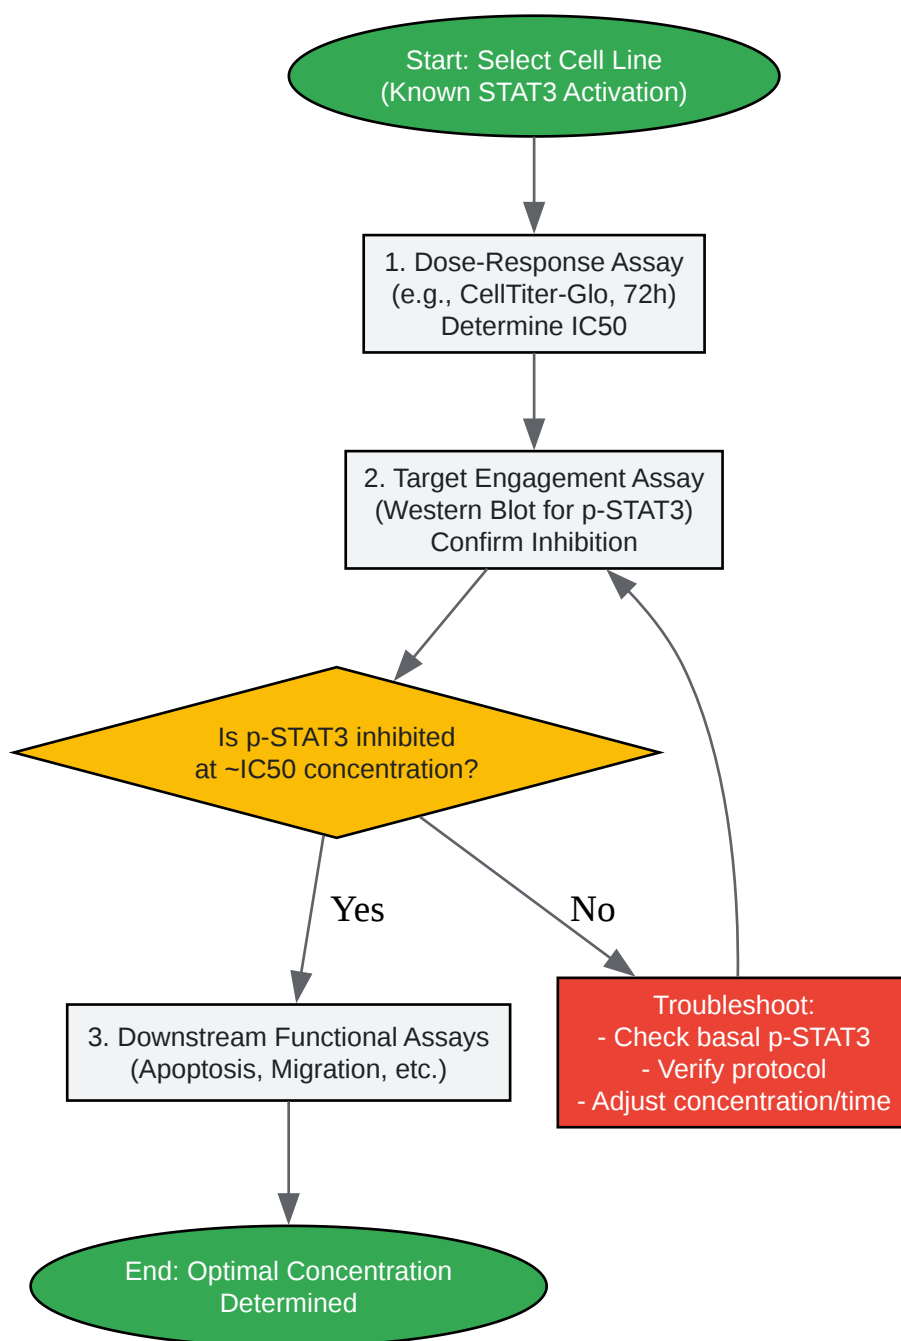 Start: Select Cell Line
(Known STAT3 Activation)
1. Dose-Response Assay
(e.g., CellTiter-Glo, 72h)
Determine IC50
2. Target Engagement Assay
(Western Blot for p-STAT3)
Confirm Inhibition
Is p-STAT3 inhibited
at ~IC50 concentration?
Yes
No
3. Downstream Functional Assays
(Apoptosis, Migration, etc.)
Troubleshoot:
- Check basal p-STAT3
- Verify protocol
- Adjust concentration/time
End: Optimal Concentration
Determined